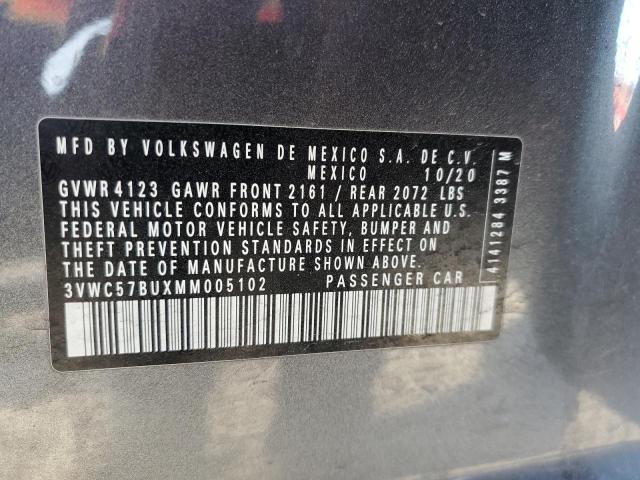 MFD BY VOLKSWAGEN DE MEXICO S.A. DE C.V.
MEXICO 10/20
GVWR 4123 GAWR FRONT 2161 / REAR 2072 LBS
THIS VEHICLE CONFORMS TO ALL APPLICABLE U.S.
FEDERAL MOTOR VEHICLE SAFETY, BUMPER AND
THEFT PREVENTION STANDARDS IN EFFECT ON
THE DATE OF MANUFACTURE SHOWN ABOVE.
3VWC57BUXMM005102 PASSENGER CAR
4141284 3387 M